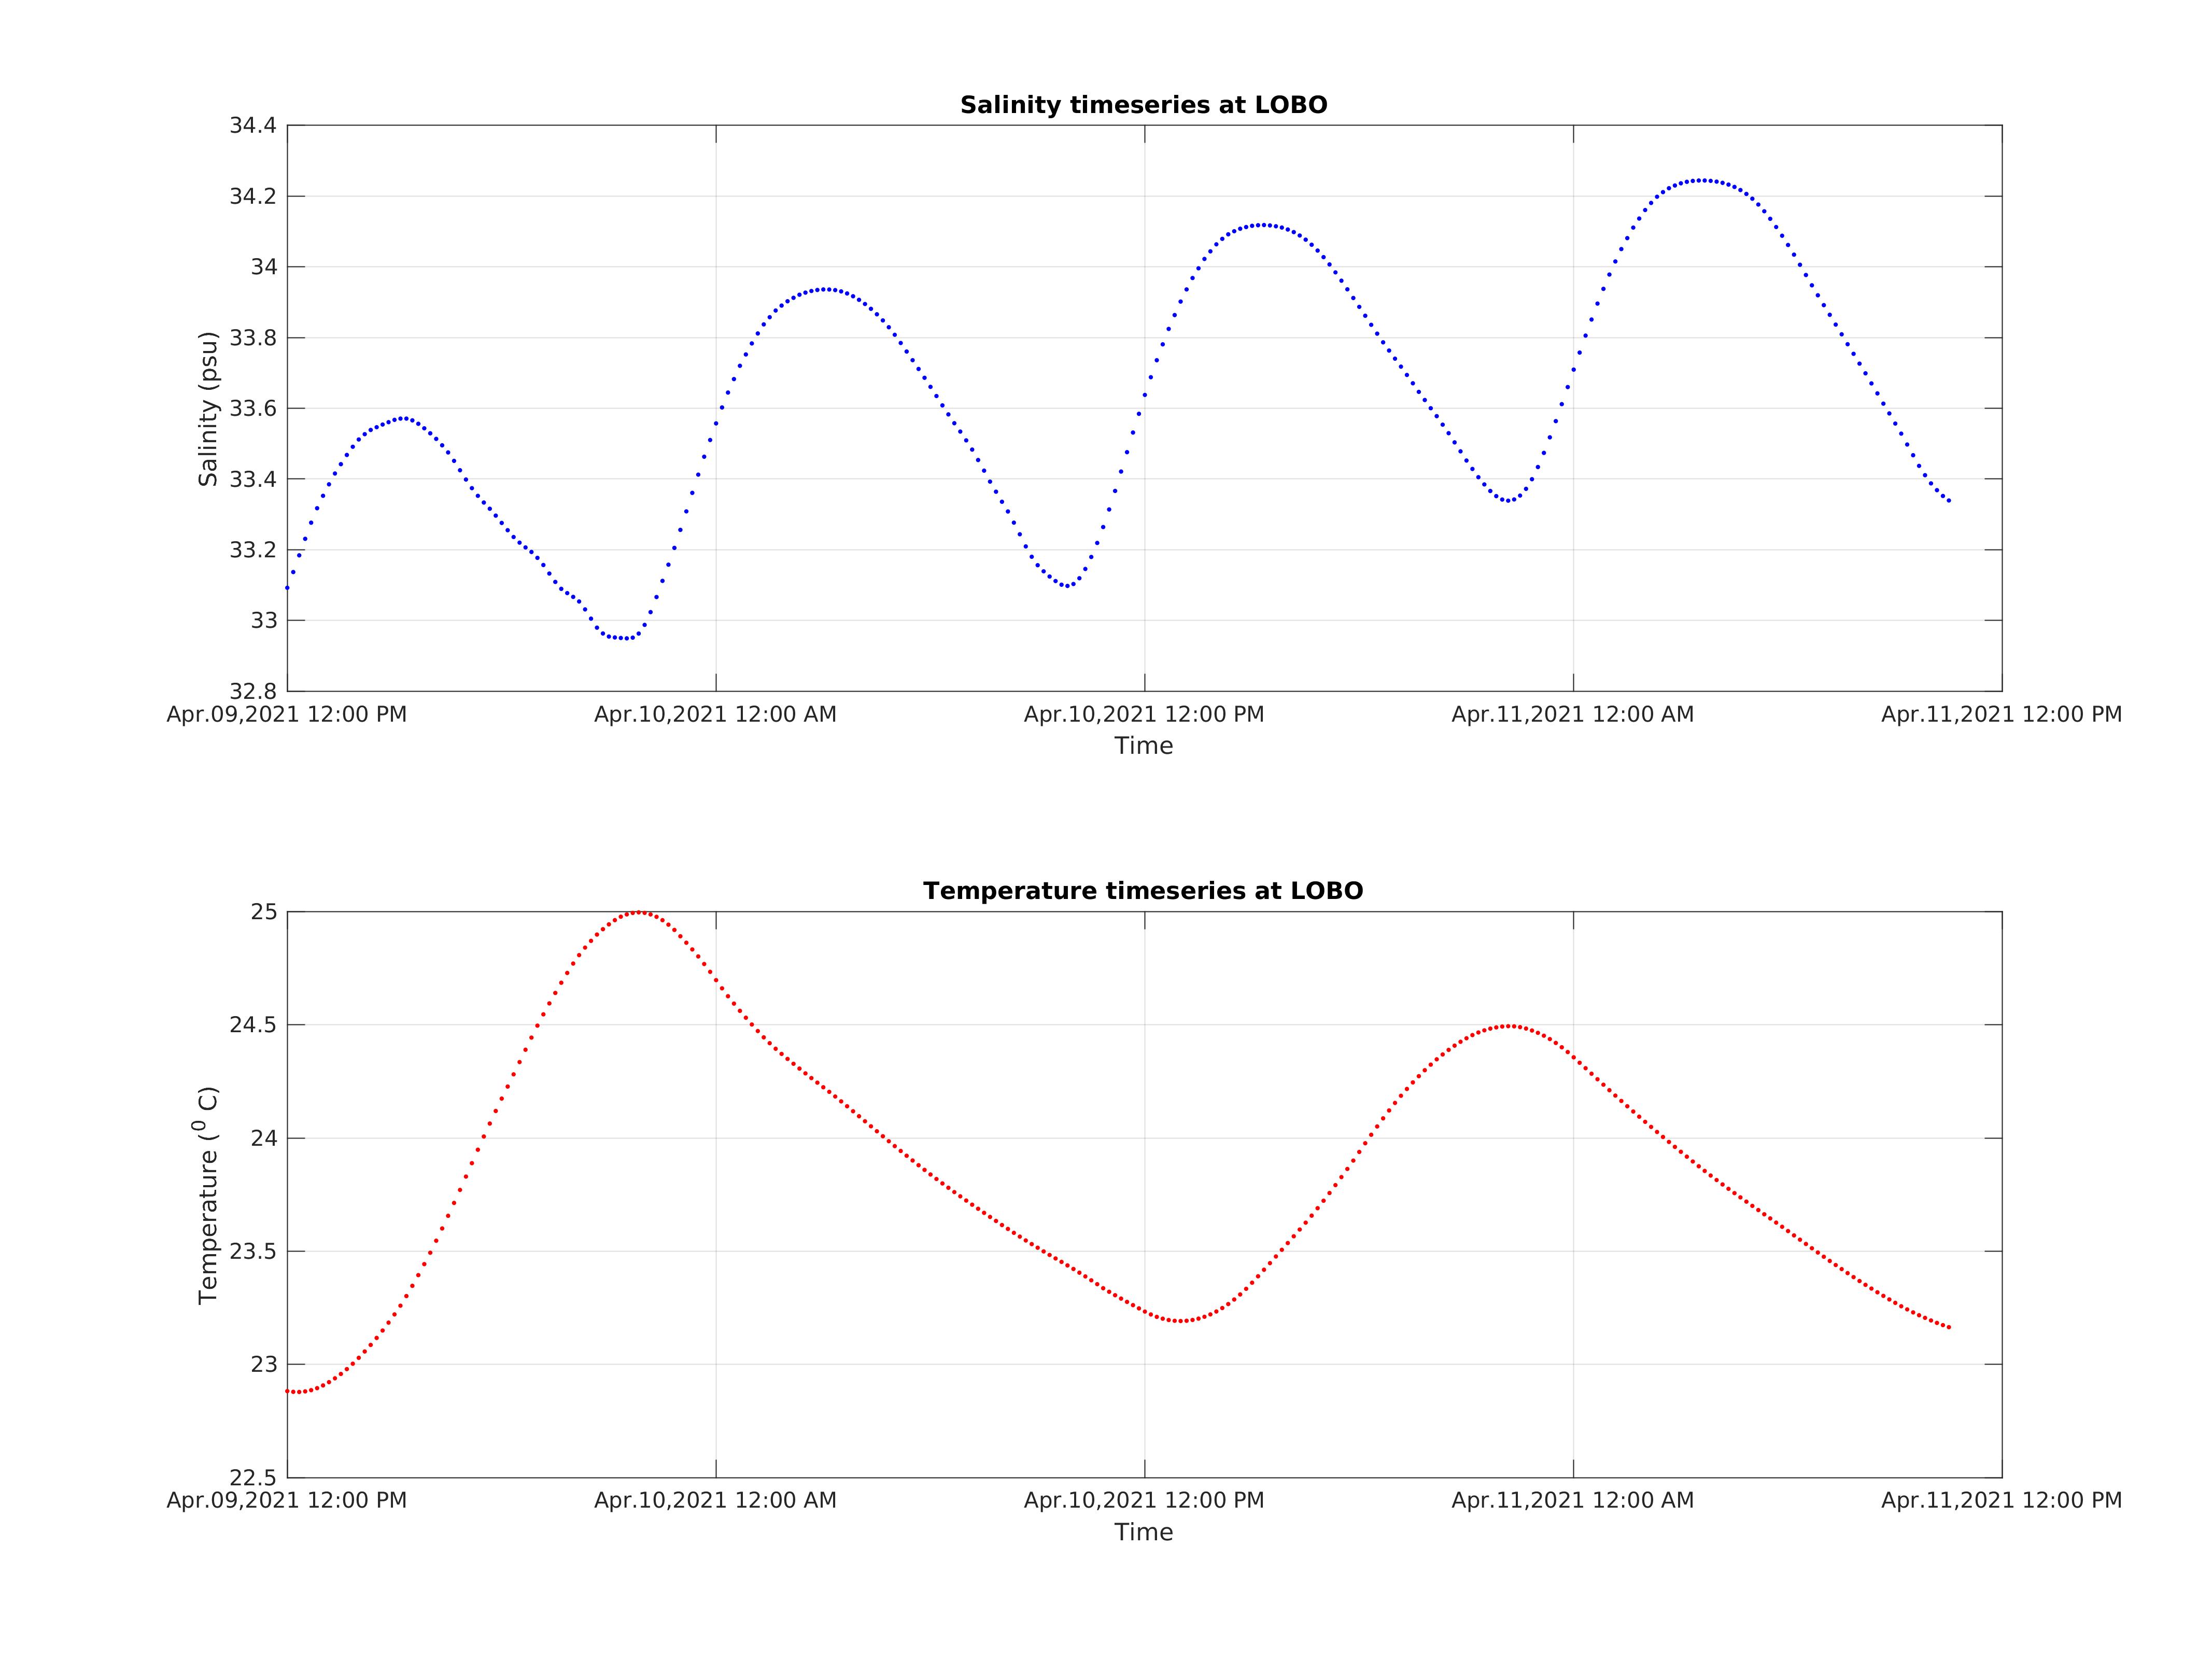 Salinity timeseries at LOBO
34.4
34.2
34
33.8
33.6
33.4
33.2
33
32.8
Salinity (psu)
Apr.09,2021 12:00 PM Apr.10,2021 12:00 AM Apr.10,2021 12:00 PM Apr.11,2021 12:00 AM Apr.11,2021 12:00 PM
Time
Temperature timeseries at LOBO
25
24.5
24
23.5
23
22.5
Temperature (⁰ C)
Apr.09,2021 12:00 PM Apr.10,2021 12:00 AM Apr.10,2021 12:00 PM Apr.11,2021 12:00 AM Apr.11,2021 12:00 PM
Time